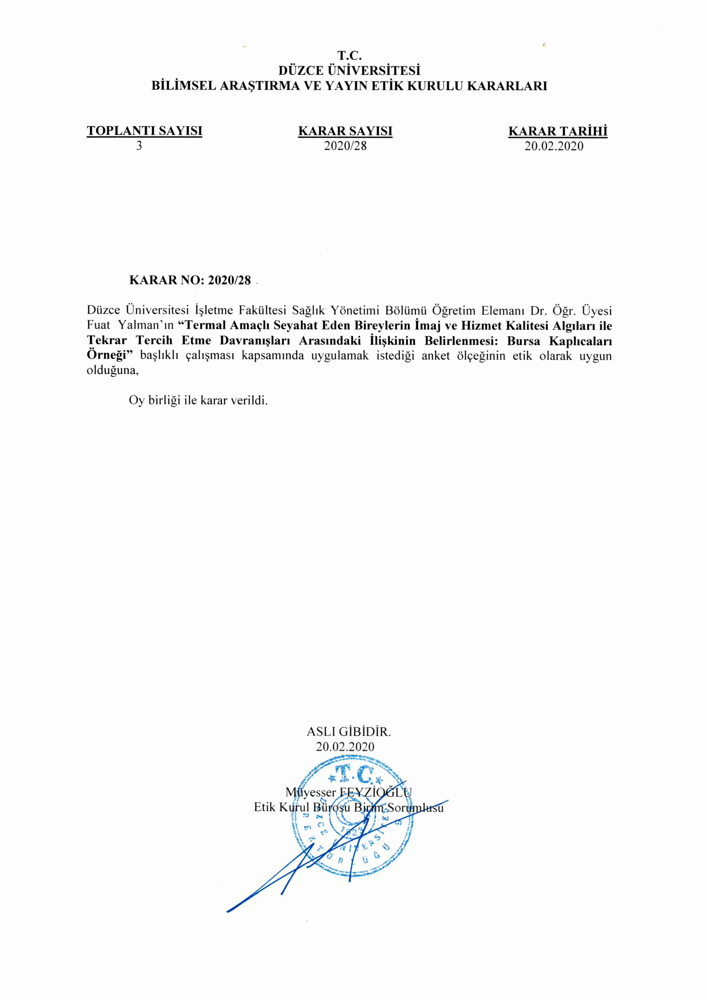 T.C.
DÜZCE ÜNİVERSİTESİ
BİLİMSEL ARAŞTIRMA VE YAYIN ETİK KURULU KARARLARI
TOPLANTI SAYISI KARAR SAYISI KARAR TARİHİ
3 2020/28 20.02.2020
KARAR NO: 2020/28
Düzce Üniversitesi İşletme Fakültesi Sağlık Yönetimi Bölümü Öğretim Elemanı Dr. Öğr. Üyesi
Fuat Yalman’ın “Termal Amaçlı Seyahat Eden Bireylerin İmaj ve Hizmet Kalitesi Algıları ile
Tekrar Tercih Etme Davranışları Arasındaki İlişkinin Belirlenmesi: Bursa Kaplıcaları
Örneği” başlıklı çalışması kapsamında uygulamak istediği anket ölçeğinin etik olarak uygun
olduğuna,
Oy birliği ile karar verildi.
ASLI GİBİDİR.
20.02.2020
T.C.
Müyesser FEYZİOĞLU
Etik Kurul Bürosu Birim Sorumlusu
1923
DÜZCE ÜNİVERSİTESİ
REKTÖRLÜĞÜ